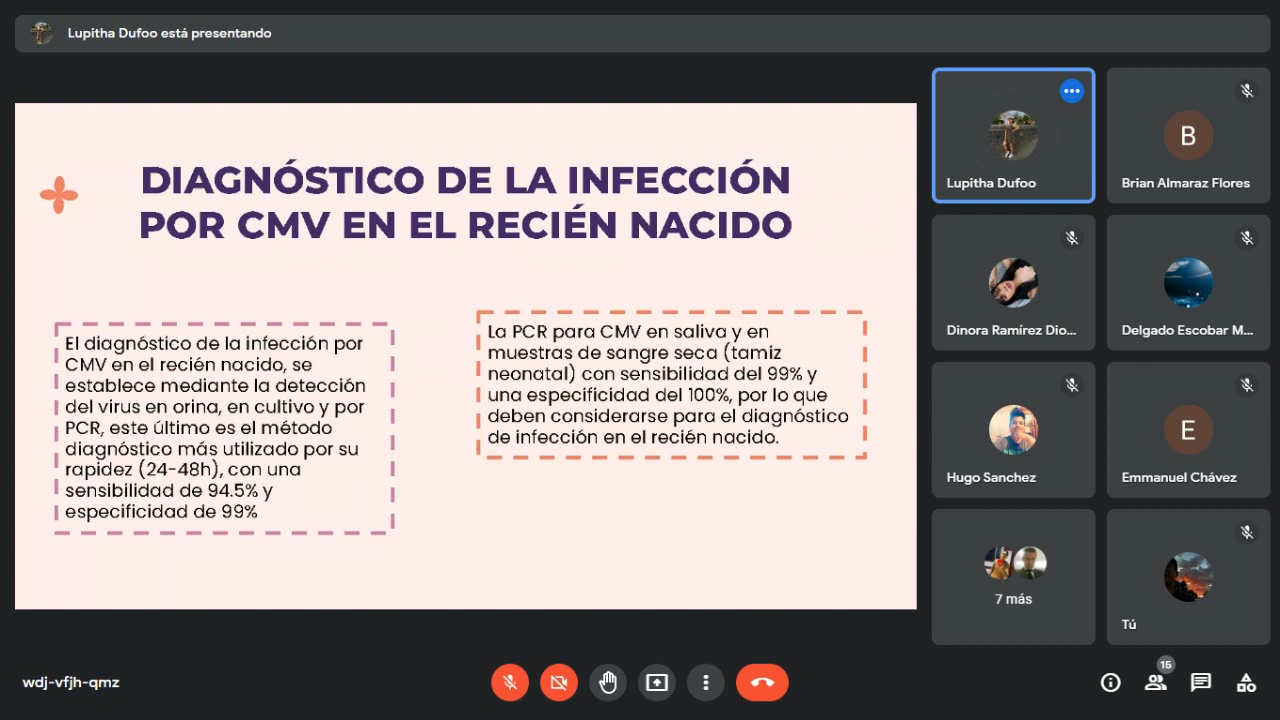 Lupitha Dufoo está presentando
DIAGNÓSTICO DE LA INFECCIÓN
POR CMV EN EL RECIÉN NACIDO
El diagnóstico de la infección por
CMV en el recién nacido, se
establece mediante la detección
del virus en orina, en cultivo y por
PCR, este último es el método
diagnóstico más utilizado por su
rapidez (24-48h), con una
sensibilidad de 94.5% y
especificidad de 99%
La PCR para CMV en saliva y en
muestras de sangre seca (tamiz
neonatal) con sensibilidad del 99% y
una especificidad del 100%, por lo que
deben considerarse para el diagnóstico
de infección en el recién nacido.
Lupitha Dufoo
B
Brian Almaraz Flores
Dinora Ramírez Dio...
Delgado Escobar M...
Hugo Sanchez
E
Emmanuel Chávez
7 más
Tú
wdj-vfjh-qmz
15